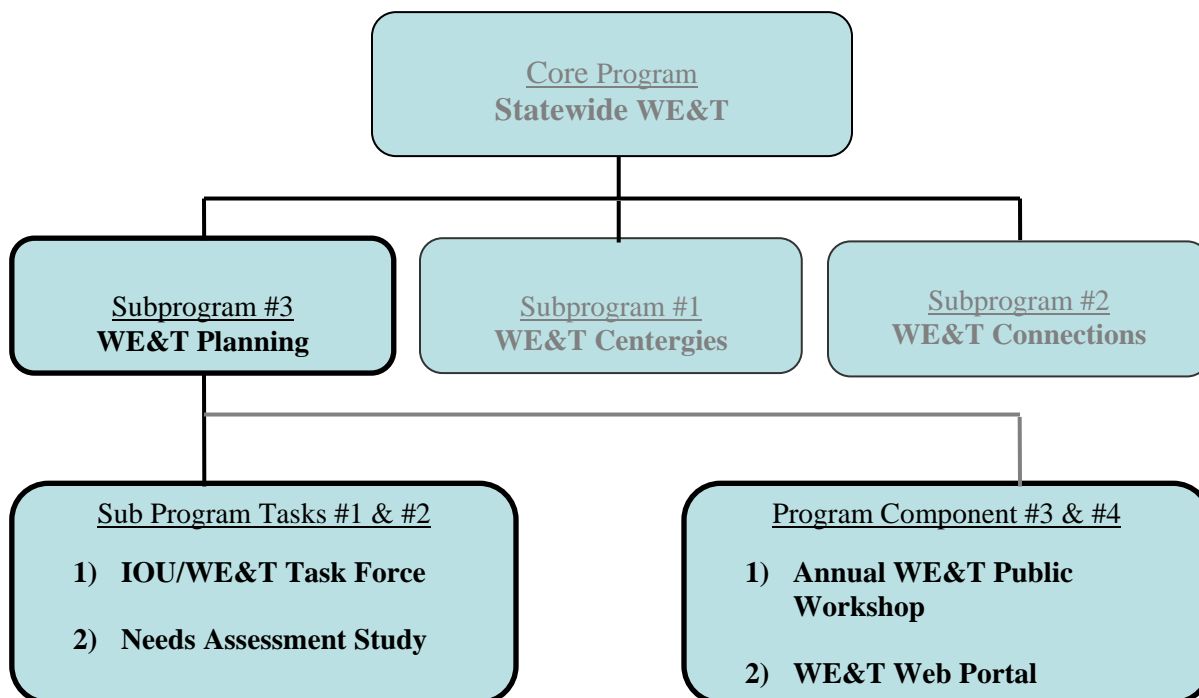 Core Program
Statewide WE&T
Subprogram #3
WE&T Planning
Subprogram #1
WE&T Centergies
Subprogram #2
WE&T Connections
Sub Program Tasks #1 & #2
1) IOU/WE&T Task Force
2) Needs Assessment Study
Program Component #3 & #4
1) Annual WE&T Public
Workshop
2) WE&T Web Portal